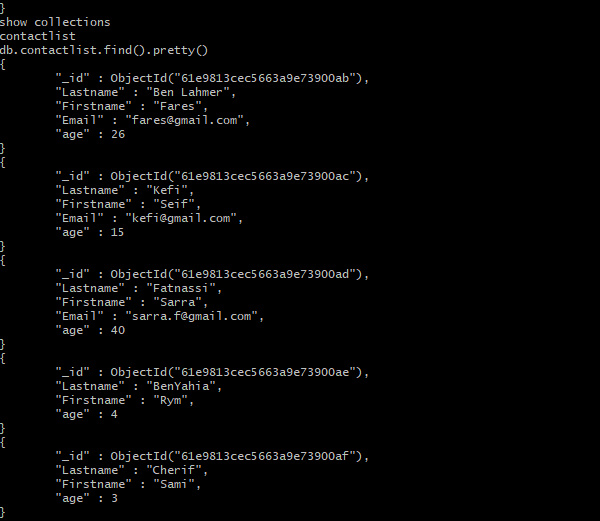 }
show collections
contactlist
db.contactlist.find().pretty()
{
"_id" : ObjectId("61e9813cec5663a9e73900ab"),
"Lastname" : "Ben Lahmer",
"Firstname" : "Fares",
"Email" : "fares@gmail.com",
"age" : 26
}
{
"_id" : ObjectId("61e9813cec5663a9e73900ac"),
"Lastname" : "Kefi",
"Firstname" : "Seif",
"Email" : "kefi@gmail.com",
"age" : 15
}
{
"_id" : ObjectId("61e9813cec5663a9e73900ad"),
"Lastname" : "Fatnassi",
"Firstname" : "Sarra",
"Email" : "sarra.f@gmail.com",
"age" : 40
}
{
"_id" : ObjectId("61e9813cec5663a9e73900ae"),
"Lastname" : "BenYahia",
"Firstname" : "Rym",
"age" : 4
}
{
"_id" : ObjectId("61e9813cec5663a9e73900af"),
"Lastname" : "Cherif",
"Firstname" : "Sami",
"age" : 3
}